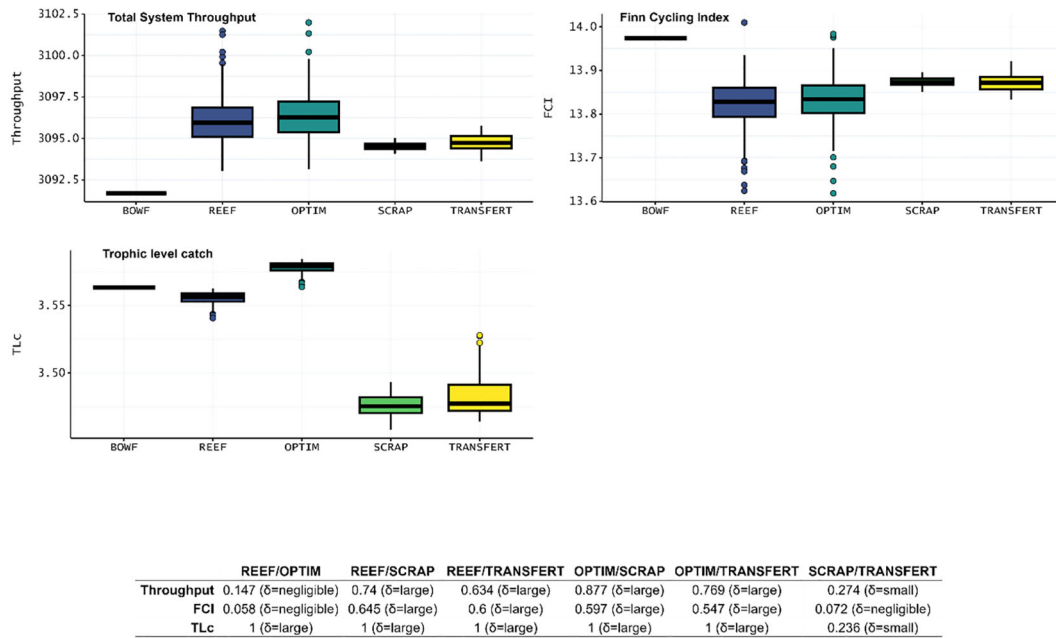 Total System Throughput
3102.5
3100.0
3097.5
3095.0
3092.5
Throughput
BOWF REEF OPTIM SCRAP TRANSFERT
Finn Cycling Index
14.0
13.9
13.8
13.7
13.6
FCI
BOWF REEF OPTIM SCRAP TRANSFERT
Trophic level catch
3.55
3.50
TLc
BOWF REEF OPTIM SCRAP TRANSFERT
REEF/OPTIM REEF/SCRAP REEF/TRANSFERT OPTIM/SCRAP OPTIM/TRANSFERT SCRAP/TRANSFERT
Throughput 0.147 (δ=negligible) 0.74 (δ=large) 0.634 (δ=large) 0.877 (δ=large) 0.769 (δ=large) 0.274 (δ=small)
FCI 0.058 (δ=negligible) 0.645 (δ=large) 0.6 (δ=large) 0.597 (δ=large) 0.547 (δ=large) 0.072 (δ=negligible)
TLc 1 (δ=large) 1 (δ=large) 1 (δ=large) 1 (δ=large) 1 (δ=large) 0.236 (δ=small)